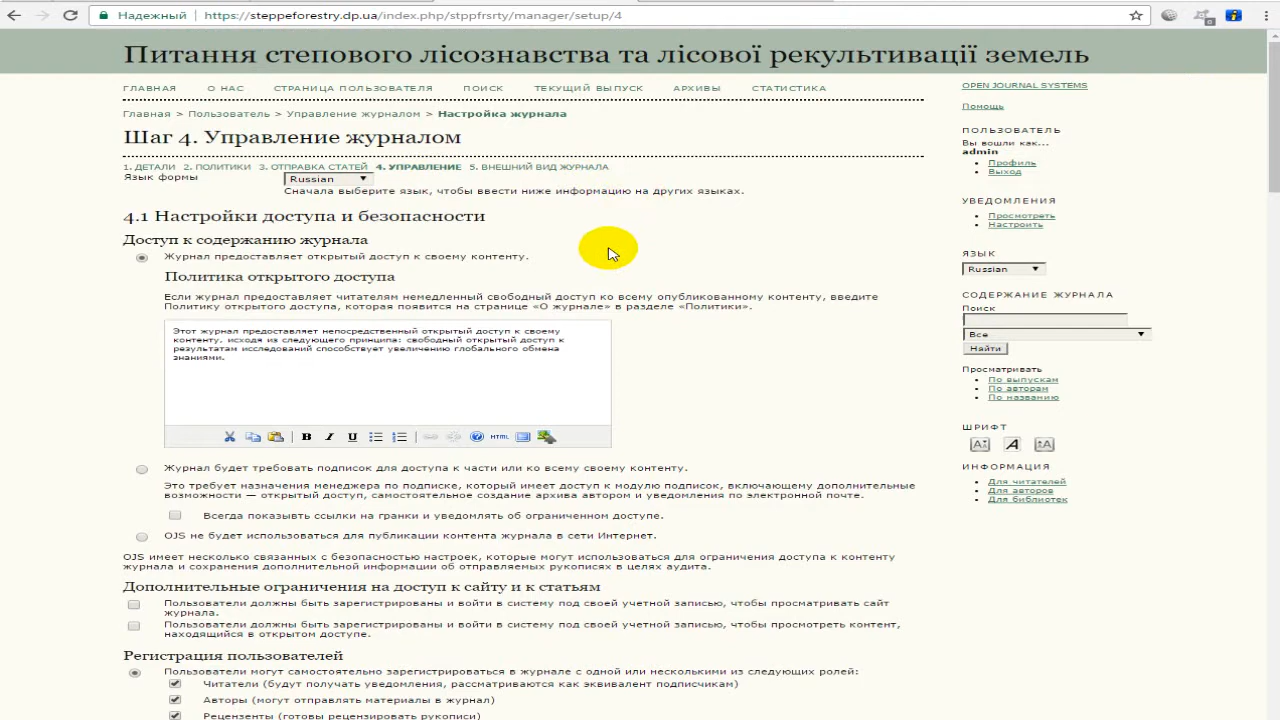 Надежный
https://steppeforestry.dp.ua/index.php/stppfrsrty/manager/setup/4
Питання степового лісознавства та лісової рекультивації земель
ГЛАВНАЯ О НАС СТРАНИЦА ПОЛЬЗОВАТЕЛЯ ПОИСК ТЕКУЩИЙ ВЫПУСК АРХИВЫ СТАТИСТИКА
Главная > Пользователь > Управление журналом > Настройка журнала
Шаг 4. Управление журналом
1. ДЕТАЛИ 2. ПОЛИТИКИ 3. ОТПРАВКА СТАТЕЙ 4. УПРАВЛЕНИЕ 5. ВНЕШНИЙ ВИД ЖУРНАЛА
Язык формы Russian
Сначала выберите язык, чтобы ввести ниже информацию на других языках.
4.1 Настройки доступа и безопасности
Доступ к содержанию журнала
Журнал предоставляет открытый доступ к своему контенту.
Политика открытого доступа
Если журнал предоставляет читателям немедленный свободный доступ ко всему опубликованному контенту, введите
Политику открытого доступа, которая появится на странице «О журнале» в разделе «Политики».
Этот журнал предоставляет непосредственный открытый доступ к своему
контенту, исходя из следующего принципа: свободный открытый доступ к
результатам исследований способствует увеличению глобального обмена
знаниями.
B I U HTML
Журнал будет требовать подписок для доступа к части или ко всему своему контенту.
Это требует назначения менеджера по подписке, который имеет доступ к модулю подписок, включающему дополнительные
возможности — открытый доступ, самостоятельное создание архива автором и уведомления по электронной почте.
Всегда показывть ссылки на гранки и уведомлять об ограниченном доступе.
OJS не будет использоваться для публикации контента журнала в сети Интернет.
OJS имеет несколько связанных с безопасностью настроек, которые могут использоваться для ограничения доступа к контенту
журнала и сохранения дополнительной информации об отправляемых рукописях в целях аудита.
Дополнительные ограничения на доступ к сайту и к статьям
Пользователи должны быть зарегистрированы и войти в систему под своей учетной записью, чтобы просматривать сайт
журнала.
Пользователи должны быть зарегистрированы и войти в систему под своей учетной записью, чтобы просмотреть контент,
находящийся в открытом доступе.
Регистрация пользователей
Пользователи могут самостоятельно зарегистрироваться в журнале с одной или несколькими из следующих ролей:
Читатели (будут получать уведомления, рассматриваются как эквивалент подписчикам)
Авторы (могут отправлять материалы в журнал)
Рецензенты (готовы рецензировать рукописи)
OPEN JOURNAL SYSTEMS
Помощь
ПОЛЬЗОВАТЕЛЬ
Вы вошли как...
admin
Профиль
Выход
УВЕДОМЛЕНИЯ
Просмотреть
Настроить
ЯЗЫК
Russian
СОДЕРЖАНИЕ ЖУРНАЛА
Поиск
Все
Найти
Просматривать
По выпускам
По авторам
По названию
ШРИФТ
A A A
ИНФОРМАЦИЯ
Для читателей
Для авторов
Для библиотек